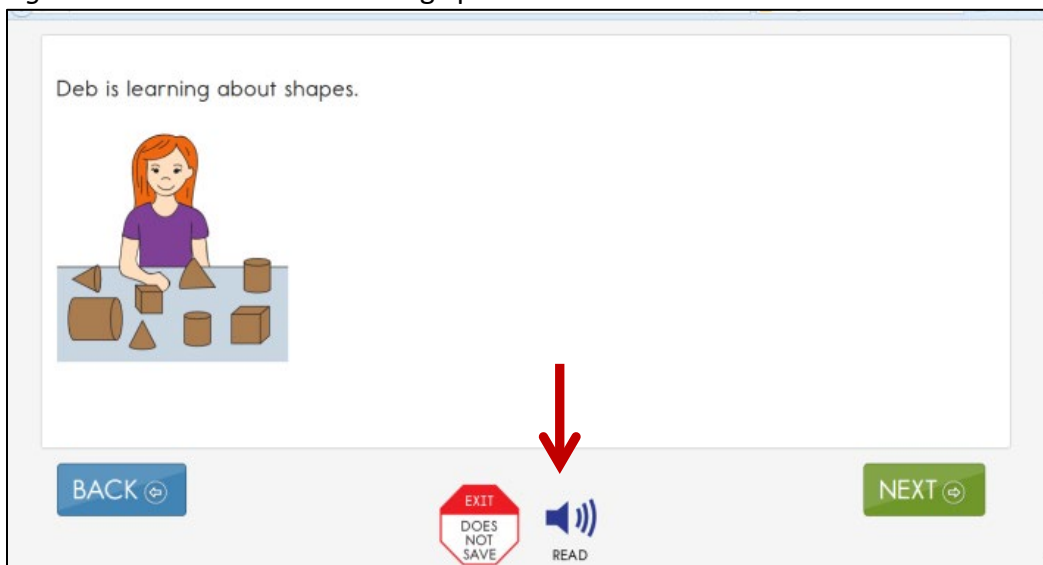 Deb is learning about shapes.
BACK
EXIT
DOES
NOT
SAVE
READ
NEXT